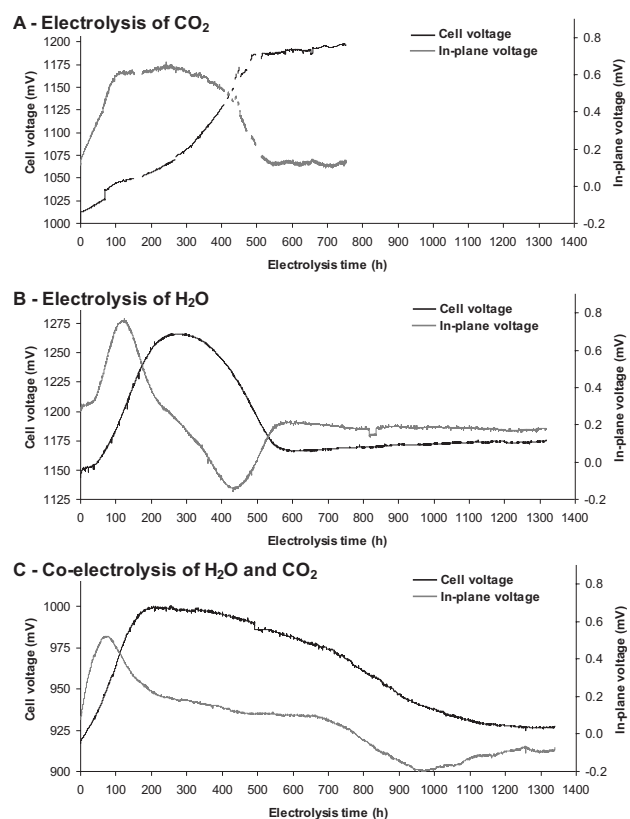 A - Electrolysis of CO₂
Cell voltage
In-plane voltage
Cell voltage (mV)
1200
1175
1150
1125
1100
1075
1050
1025
1000
In-plane voltage (mV)
0.8
0.6
0.4
0.2
0.0
-0.2
0 100 200 300 400 500 600 700 800 900 1000 1100 1200 1300 1400
Electrolysis time (h)
B - Electrolysis of H₂O
Cell voltage
In-plane voltage
Cell voltage (mV)
1275
1250
1225
1200
1175
1150
1125
In-plane voltage (mV)
0.8
0.6
0.4
0.2
0.0
-0.2
0 100 200 300 400 500 600 700 800 900 1000 1100 1200 1300 1400
Electrolysis time (h)
C - Co-electrolysis of H₂O and CO₂
Cell voltage
In-plane voltage
Cell voltage (mV)
1000
975
950
925
900
In-plane voltage (mV)
0.8
0.6
0.4
0.2
0.0
-0.2
0 100 200 300 400 500 600 700 800 900 1000 1100 1200 1300 1400
Electrolysis time (h)